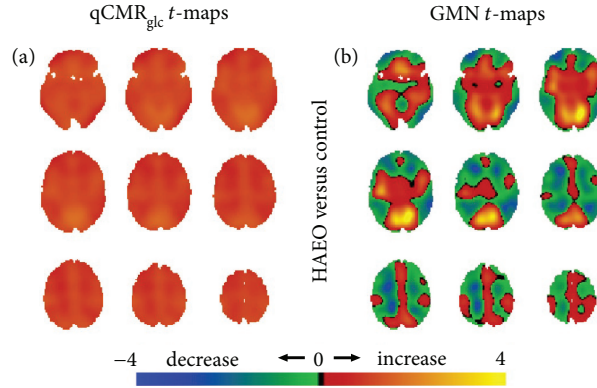 qCMRglc t-maps
GMN t-maps
(a)
(b)
HAEO versus control
−4 decrease 0 increase 4